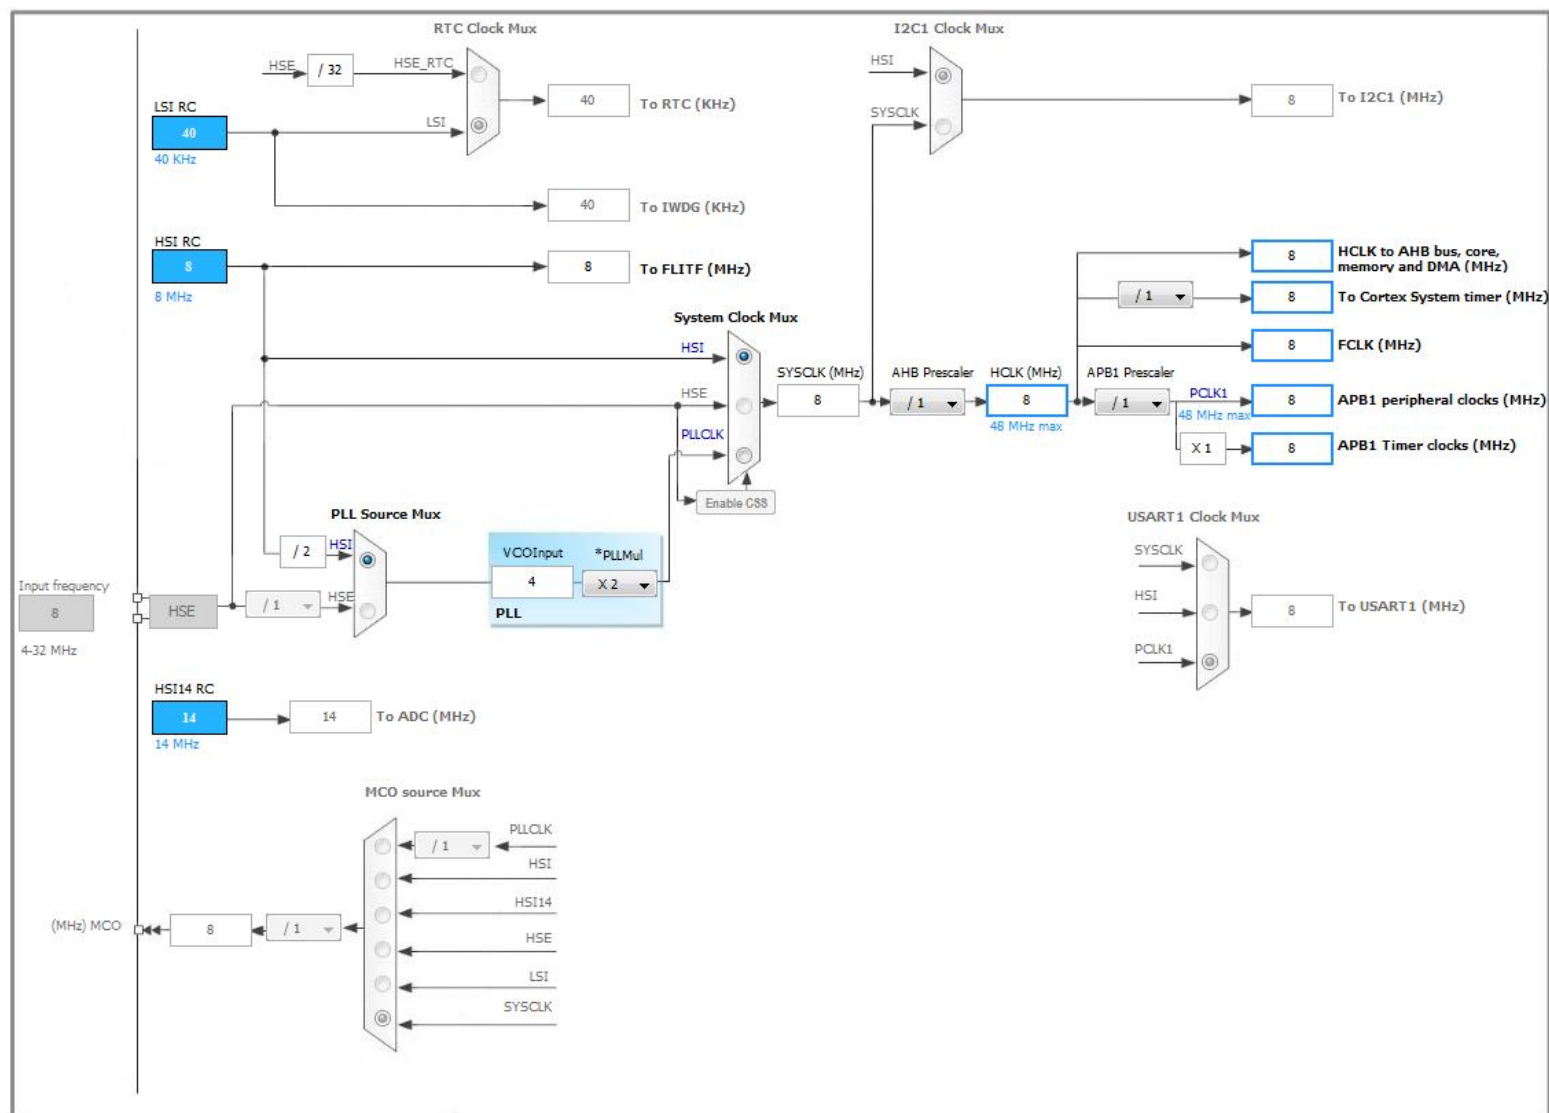 RTC Clock Mux
I2C1 Clock Mux
HSE
/ 32
HSE_RTC
HSI
LSI RC
40
To RTC (KHz)
8
To I2C1 (MHz)
40
LSI
SYSCLK
40 KHz
40
To IWDG (KHz)
HSI RC
8
8 MHz
8
To FLITF (MHz)
8
HCLK to AHB bus, core,
memory and DMA (MHz)
/ 1
8
To Cortex System timer (MHz)
System Clock Mux
HSI
8
FCLK (MHz)
SYSCLK (MHz)
AHB Prescaler
HCLK (MHz)
APB1 Prescaler
HSE
8
/ 1
8
/ 1
PCLK1
8
APB1 peripheral clocks (MHz)
48 MHz max
48 MHz max
PLLCLK
X 1
8
APB1 Timer clocks (MHz)
Enable CSS
PLL Source Mux
USART1 Clock Mux
/ 2
HSI
VCOInput
*PLLMul
SYSCLK
4
X 2
Input frequency
8
HSE
/ 1
HSE
PLL
HSI
8
To USART1 (MHz)
4-32 MHz
PCLK1
HSI14 RC
14
14
To ADC (MHz)
14 MHz
MCO source Mux
PLLCLK
/ 1
HSI
HSI14
(MHz) MCO
8
/ 1
HSE
LSI
SYSCLK